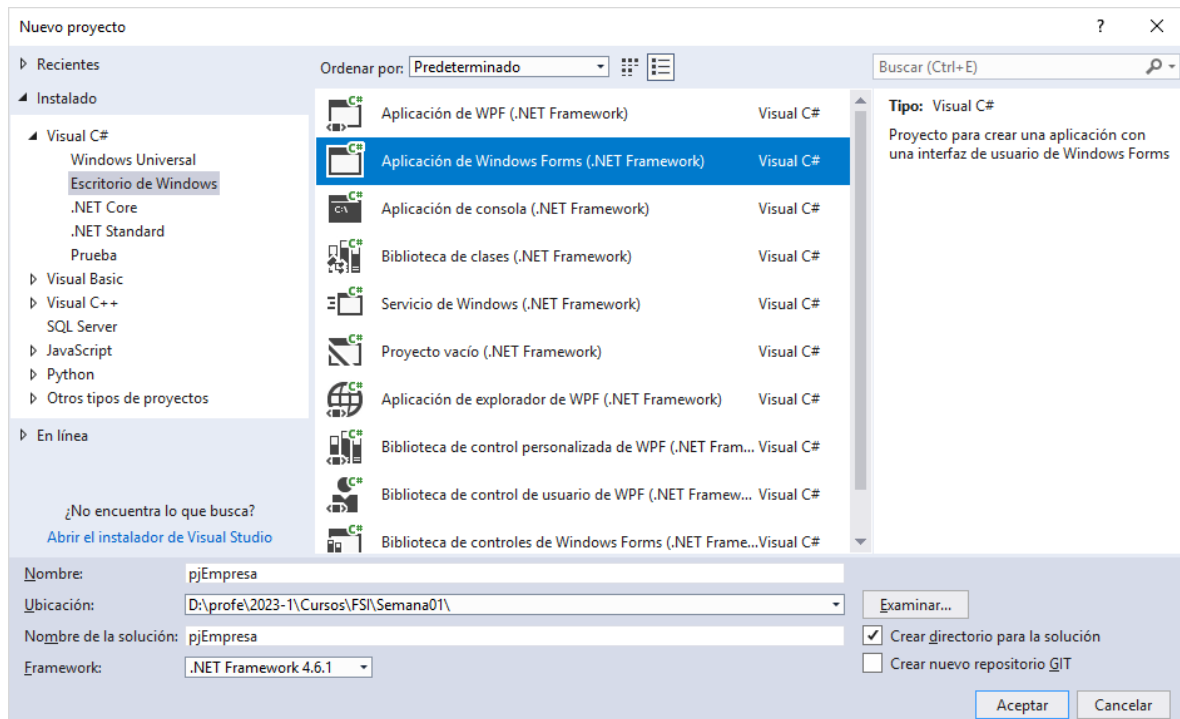 Nuevo proyecto
?
Recientes
Instalado
Visual C#
Windows Universal
Escritorio de Windows
.NET Core
.NET Standard
Prueba
Visual Basic
Visual C++
SQL Server
JavaScript
Python
Otros tipos de proyectos
En línea
¿No encuentra lo que busca?
Abrir el instalador de Visual Studio
Ordenar por: Predeterminado
Aplicación de WPF (.NET Framework) Visual C#
Aplicación de Windows Forms (.NET Framework) Visual C#
Aplicación de consola (.NET Framework) Visual C#
Biblioteca de clases (.NET Framework) Visual C#
Servicio de Windows (.NET Framework) Visual C#
Proyecto vacío (.NET Framework) Visual C#
Aplicación de explorador de WPF (.NET Framework) Visual C#
Biblioteca de control personalizada de WPF (.NET Fram... Visual C#
Biblioteca de control de usuario de WPF (.NET Framew... Visual C#
Biblioteca de controles de Windows Forms (.NET Frame...Visual C#
Buscar (Ctrl+E)
Tipo: Visual C#
Proyecto para crear una aplicación con
una interfaz de usuario de Windows Forms
Nombre: pjEmpresa
Ubicación: D:\profe\2023-1\Cursos\FSI\Semana01\ Examinar...
Nombre de la solución: pjEmpresa Crear directorio para la solución
Framework: .NET Framework 4.6.1 Crear nuevo repositorio GIT
Aceptar Cancelar